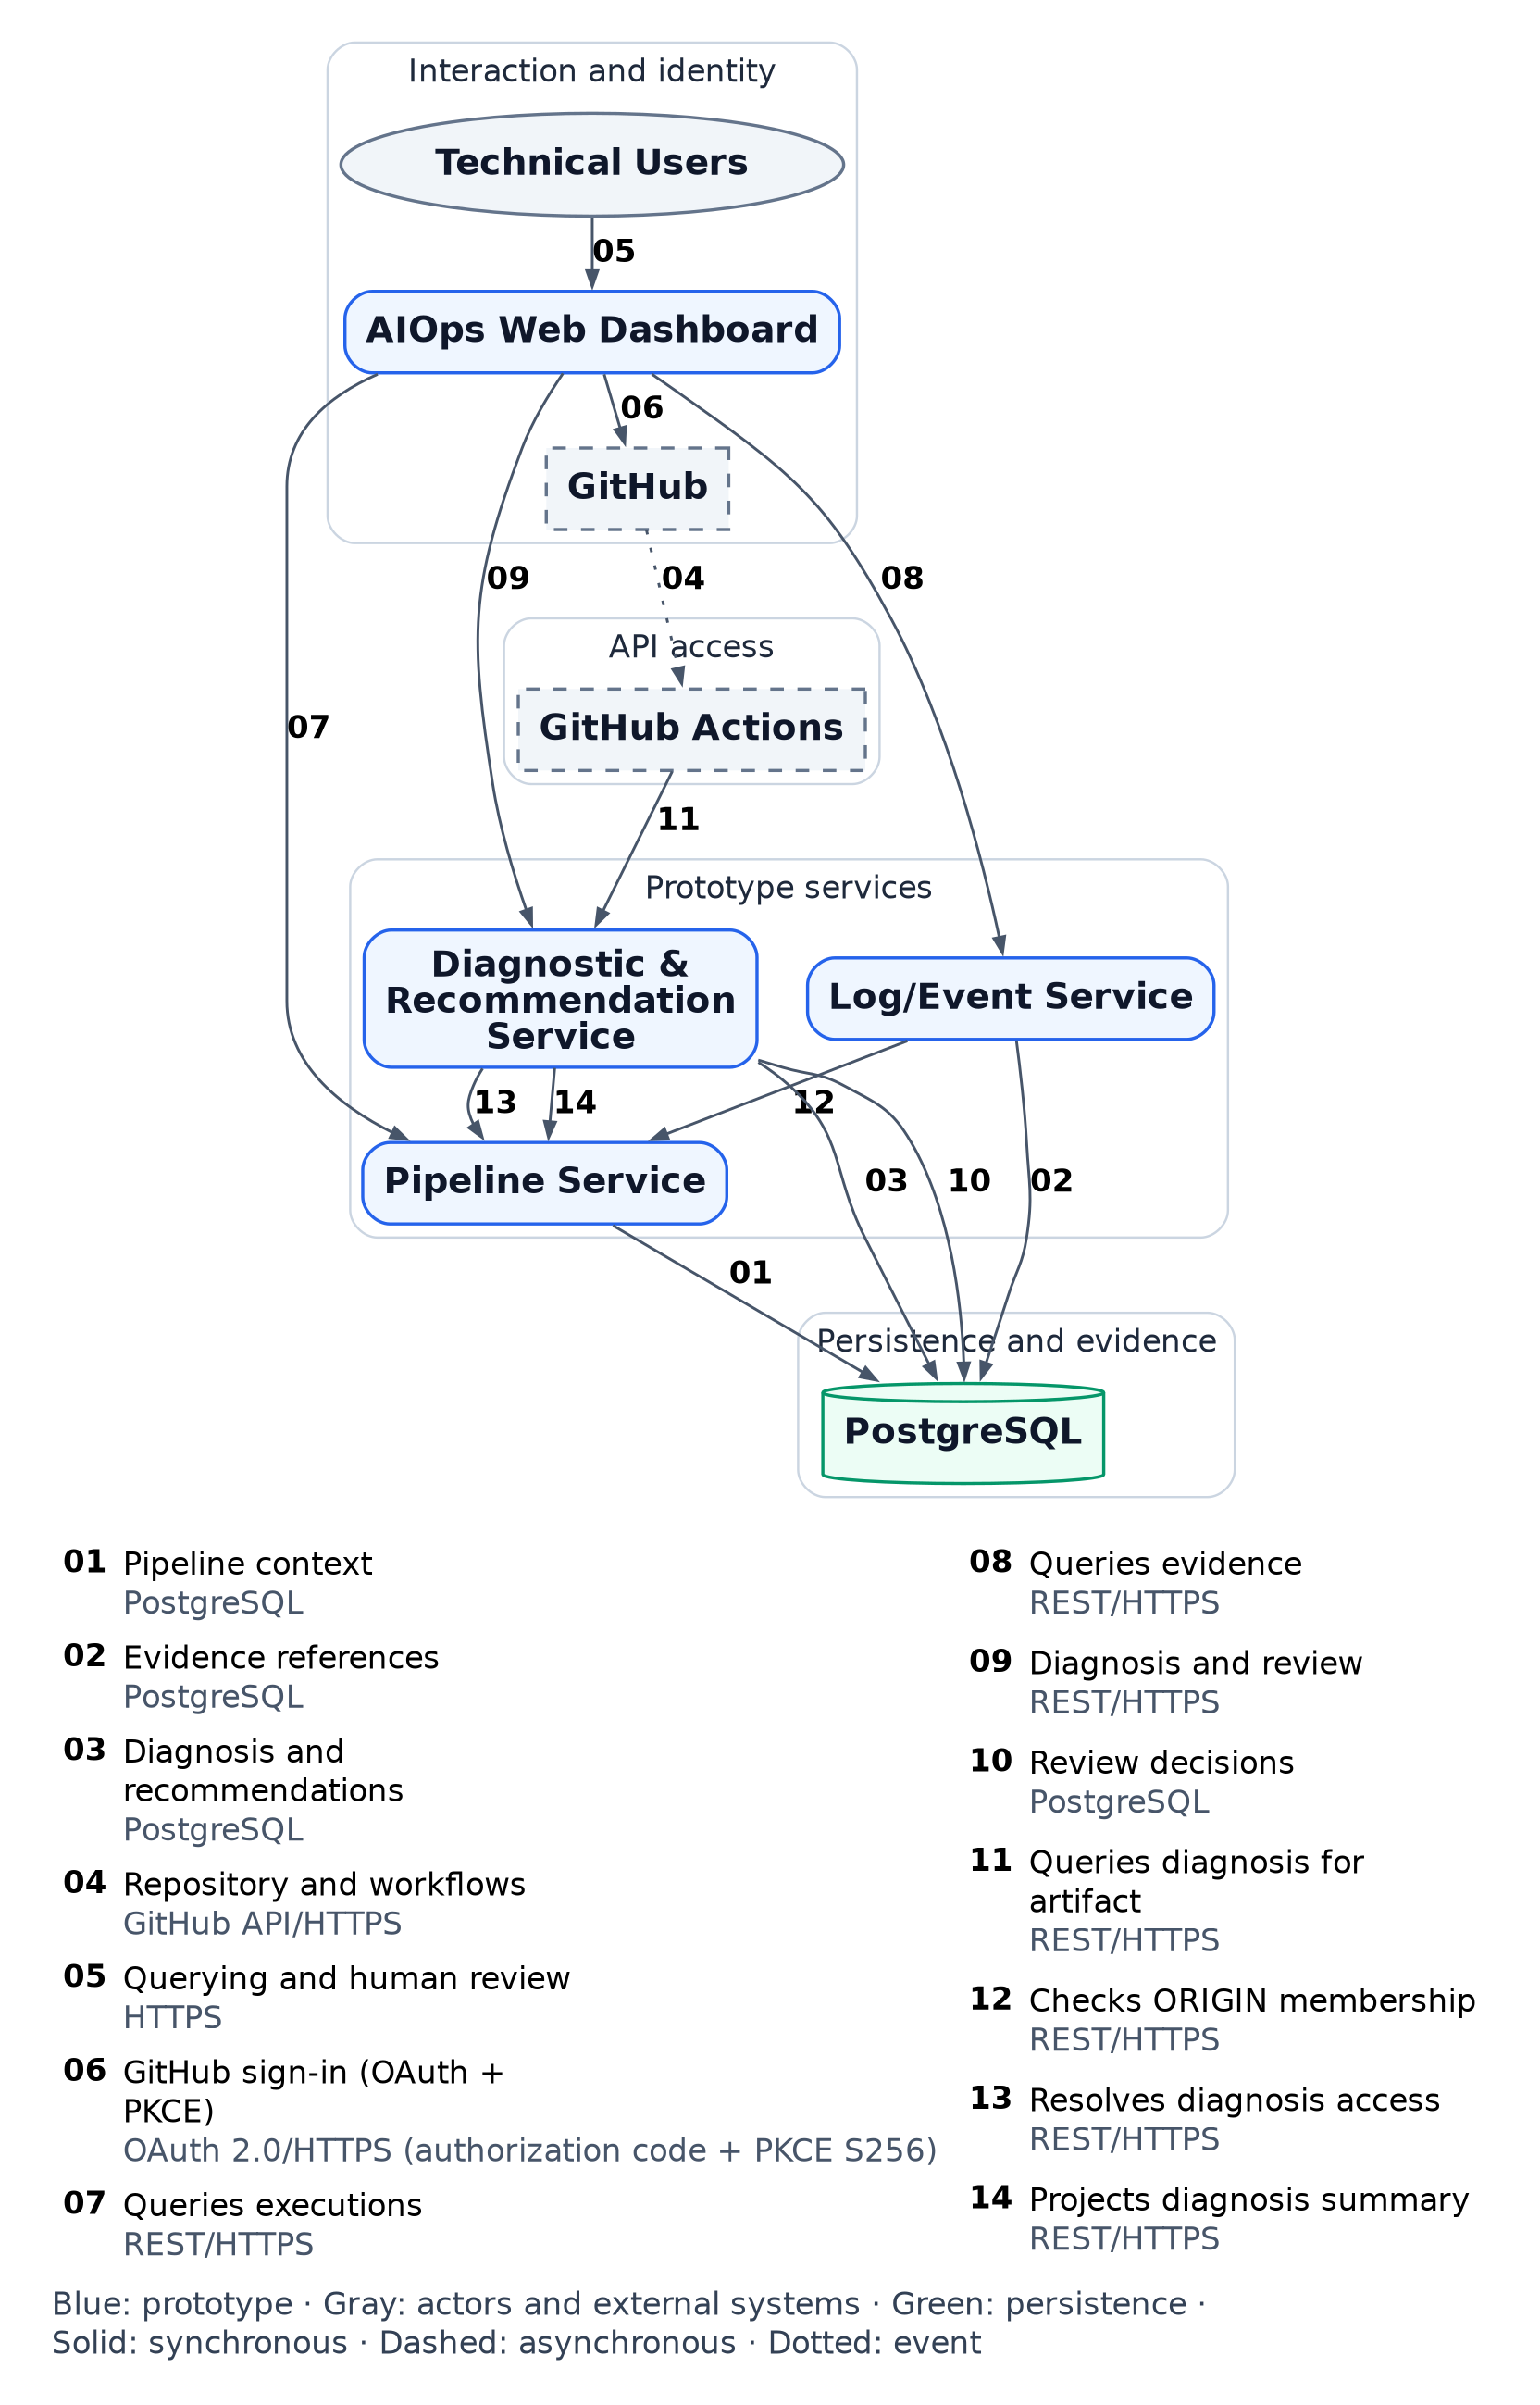 Interaction and identity
Technical Users
05
AIOps Web Dashboard
06
GitHub
09
04
08
API access
07
GitHub Actions
11
Prototype services
Diagnostic &
Recommendation
Service
Log/Event Service
13
14
12
Pipeline Service
03
10
02
01
Persistence and evidence
PostgreSQL
01 Pipeline context
PostgreSQL
02 Evidence references
PostgreSQL
03 Diagnosis and
recommendations
PostgreSQL
04 Repository and workflows
GitHub API/HTTPS
05 Querying and human review
HTTPS
06 GitHub sign-in (OAuth +
PKCE)
OAuth 2.0/HTTPS (authorization code + PKCE S256)
07 Queries executions
REST/HTTPS
08 Queries evidence
REST/HTTPS
09 Diagnosis and review
REST/HTTPS
10 Review decisions
PostgreSQL
11 Queries diagnosis for
artifact
REST/HTTPS
12 Checks ORIGIN membership
REST/HTTPS
13 Resolves diagnosis access
REST/HTTPS
14 Projects diagnosis summary
REST/HTTPS
Blue: prototype · Gray: actors and external systems · Green: persistence ·
Solid: synchronous · Dashed: asynchronous · Dotted: event